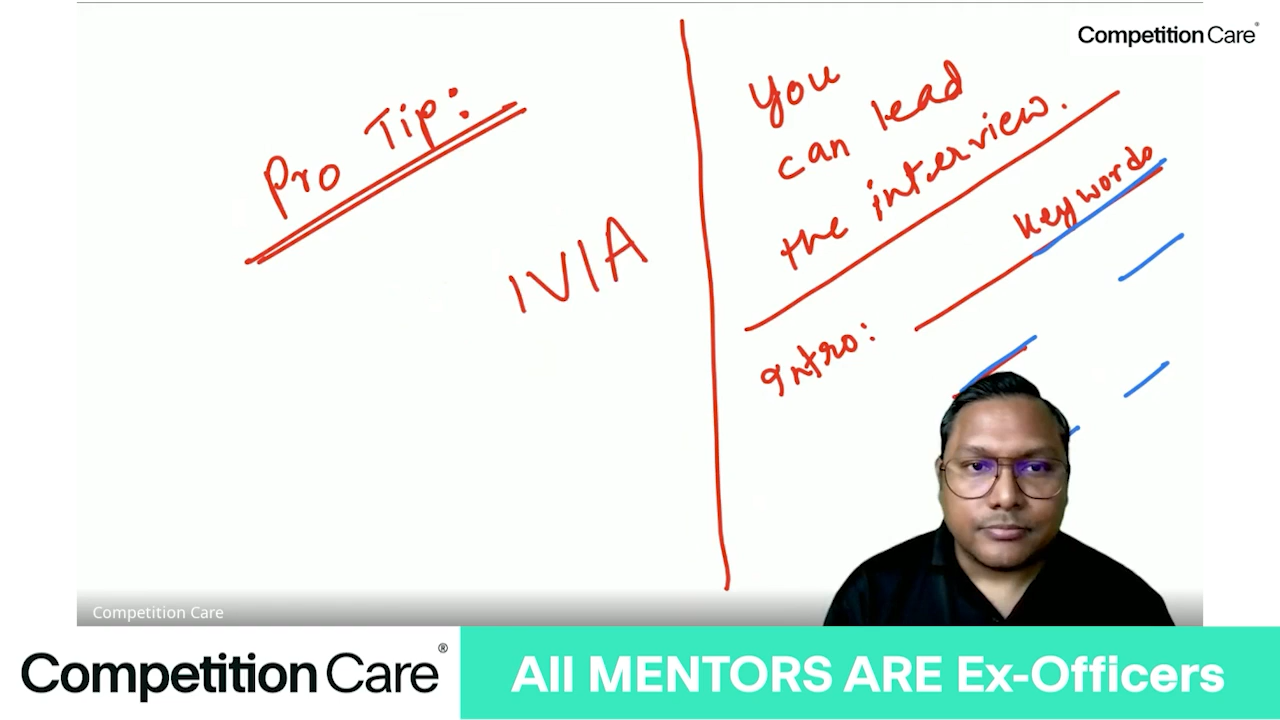 Competition Care®
Pro Tip:
IVIA
You
can lead
the interview.
Keywords
Intro:
Competition Care
Competition Care®
All MENTORS ARE Ex-Officers